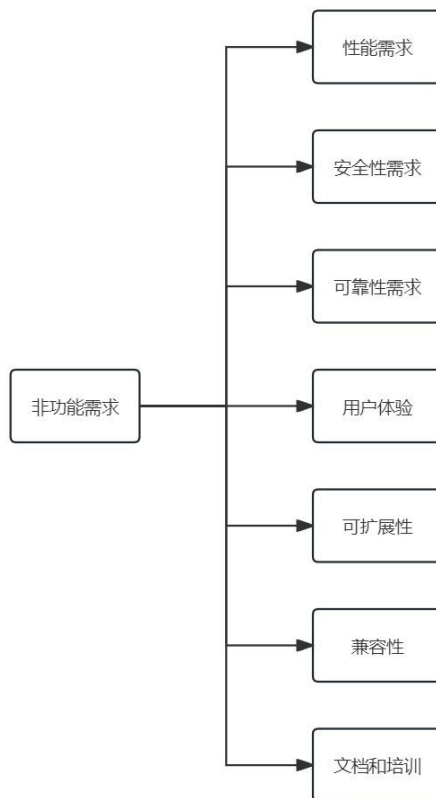 性能需求
安全性需求
可靠性需求
非功能需求
用户体验
可扩展性
兼容性
文档和培训